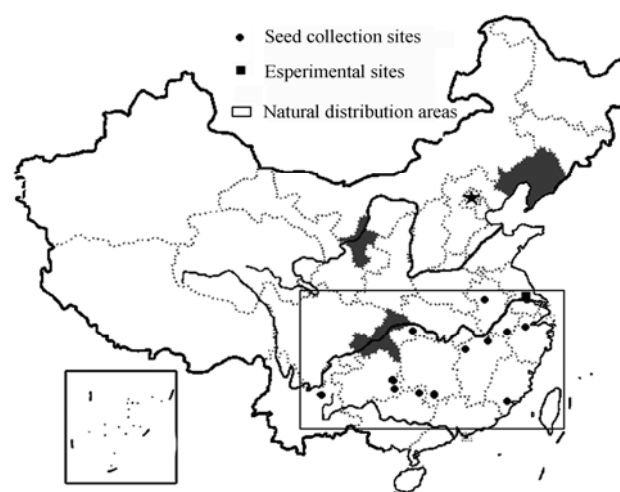 Seed collection sites
Esperimental sites
Natural distribution areas